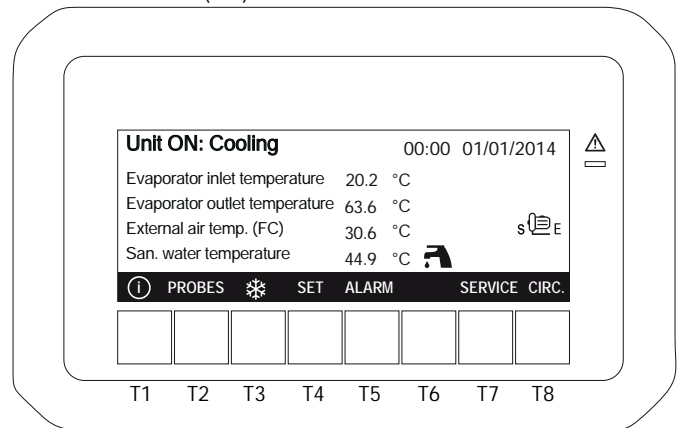 Unit ON: Cooling 00:00 01/01/2014
Evaporator inlet temperature 20.2 °C
Evaporator outlet temperature 63.6 °C
External air temp. (FC) 30.6 °C S E
San. water temperature 44.9 °C
i PROBES SET ALARM SERVICE CIRC.
T1 T2 T3 T4 T5 T6 T7 T8